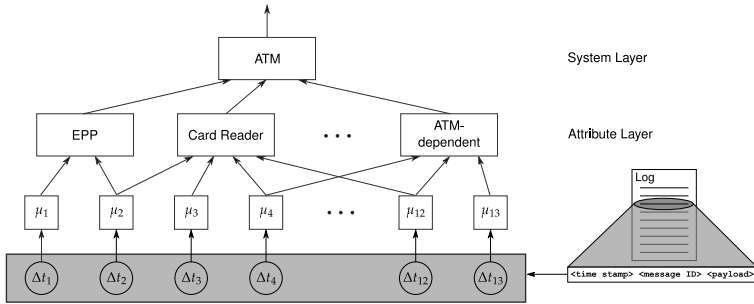 ATM
System Layer
EPP
Card Reader
• • •
ATM-
dependent
Attribute Layer
Log
μ1 μ2 μ3 μ4 • • • μ12 μ13
Δt1 Δt2 Δt3 Δt4 Δt12 Δt13
<time stamp> <message ID> <payload>